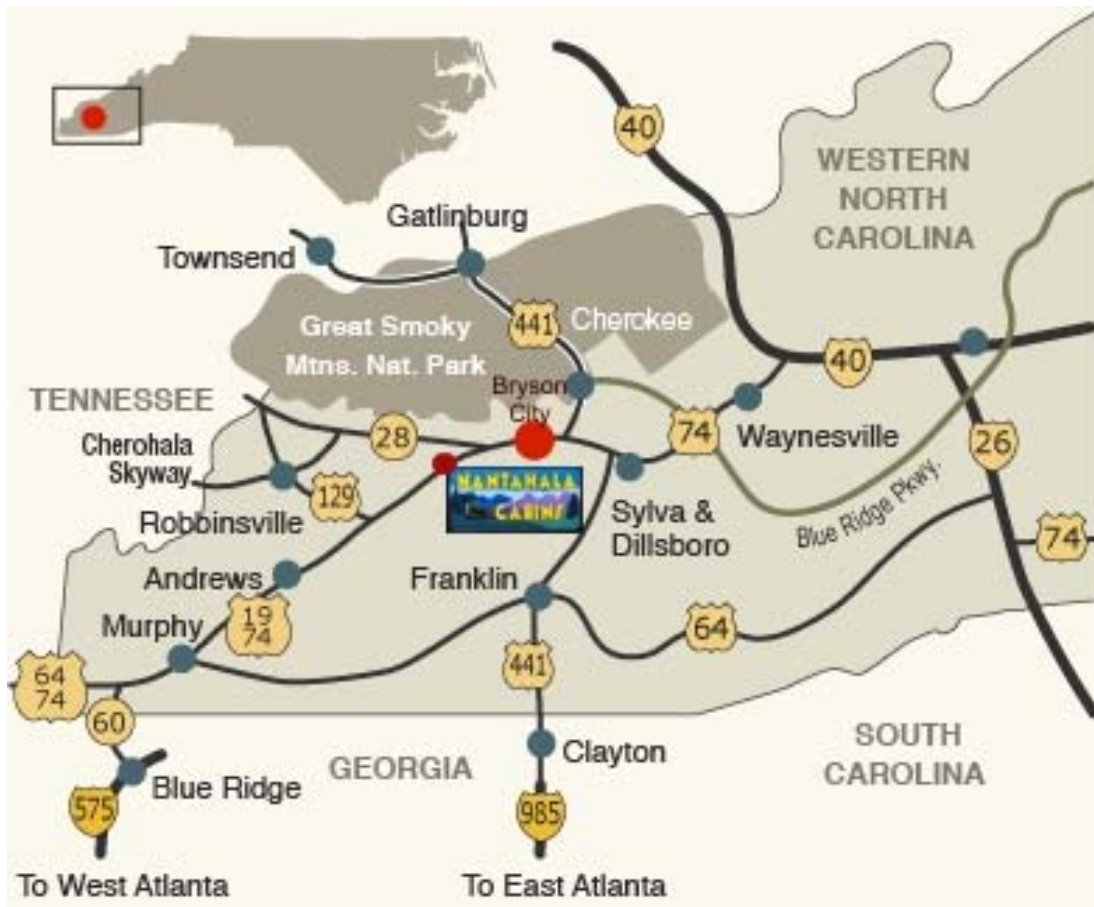 40
WESTERN
NORTH
CAROLINA
Gatlinburg
Townsend
441
Cherokee
Great Smoky
Mtns. Nat. Park
40
Bryson
City
TENNESSEE
28
74
Waynesville
26
Cherohala
Skyway
129
NANTAHALA
CABINS
Robbinsville
Sylva &
Dillsboro
Blue Ridge Pkwy.
74
Andrews
Franklin
19
74
Murphy
64
441
64
74
60
Clayton
SOUTH
CAROLINA
GEORGIA
Blue Ridge
575
985
To West Atlanta
To East Atlanta